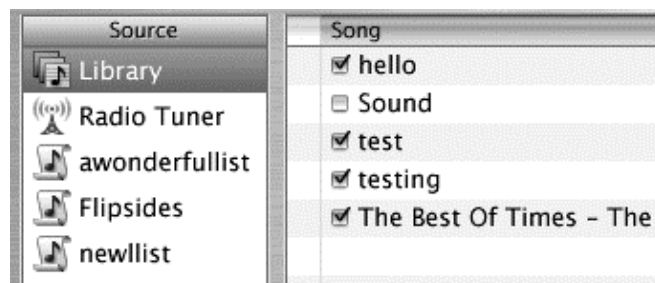 Source
Library
Radio Tuner
awonderfullist
Flipsides
newllist
Song
hello
Sound
test
testing
The Best Of Times – The